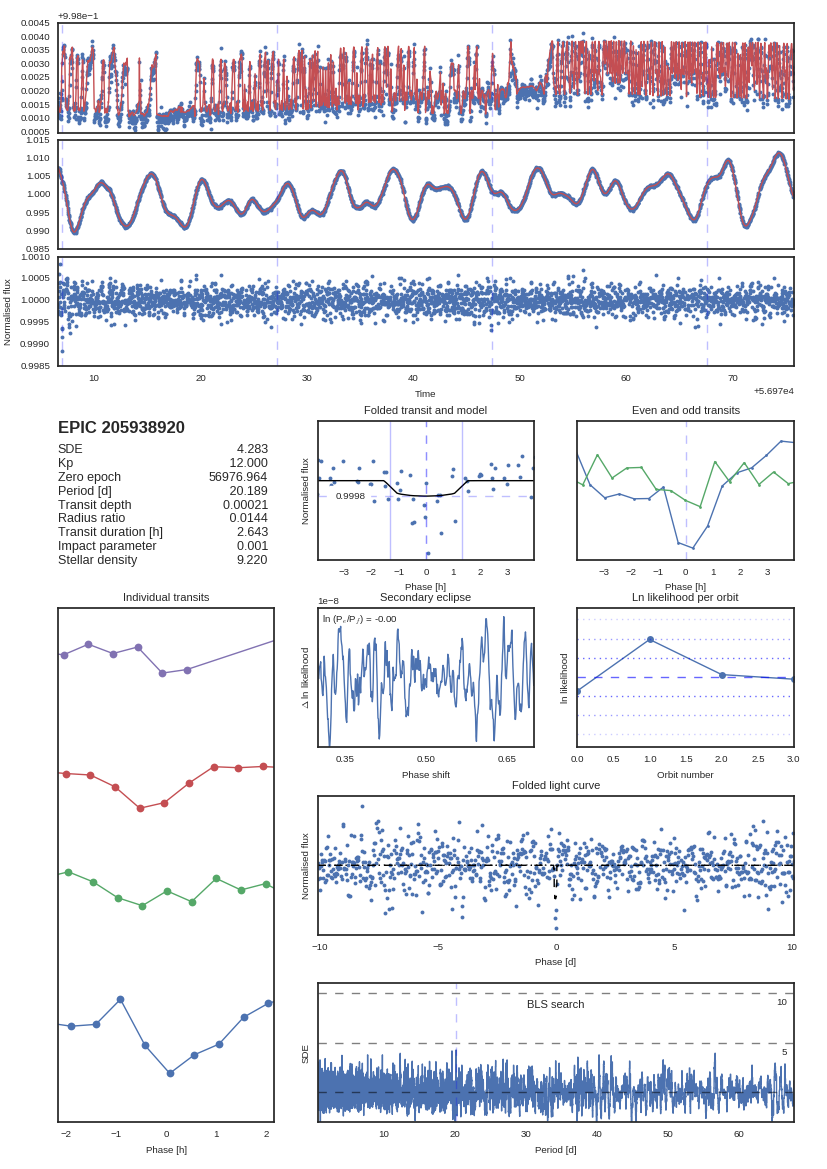 +9.98e−1
0.0045
0.0040
0.0035
0.0030
0.0025
0.0020
0.0015
0.0010
0.0005
1.015
1.010
1.005
1.000
0.995
0.990
0.985
1.0010
1.0005
1.0000
0.9995
0.9990
0.9985
Normalised flux
10 20 30 40 50 60 70
Time
+5.697e4
EPIC 205938920
SDE 4.283
Kp 12.000
Zero epoch 56976.964
Period [d] 20.189
Transit depth 0.00021
Radius ratio 0.0144
Transit duration [h] 2.643
Impact parameter 0.001
Stellar density 9.220
Folded transit and model
Normalised flux
0.9998
−3 −2 −1 0 1 2 3
Phase [h]
Even and odd transits
−3 −2 −1 0 1 2 3
Phase [h]
Individual transits
−2 −1 0 1 2
Phase [h]
Secondary eclipse
1e−8
ln (Pₑ/P𝑓) = -0.00
Δ ln likelihood
0.35 0.50 0.65
Phase shift
Ln likelihood per orbit
ln likelihood
0.0 0.5 1.0 1.5 2.0 2.5 3.0
Orbit number
Folded light curve
Normalised flux
−10 −5 0 5 10
Phase [d]
BLS search
10
5
SDE
10 20 30 40 50 60
Period [d]